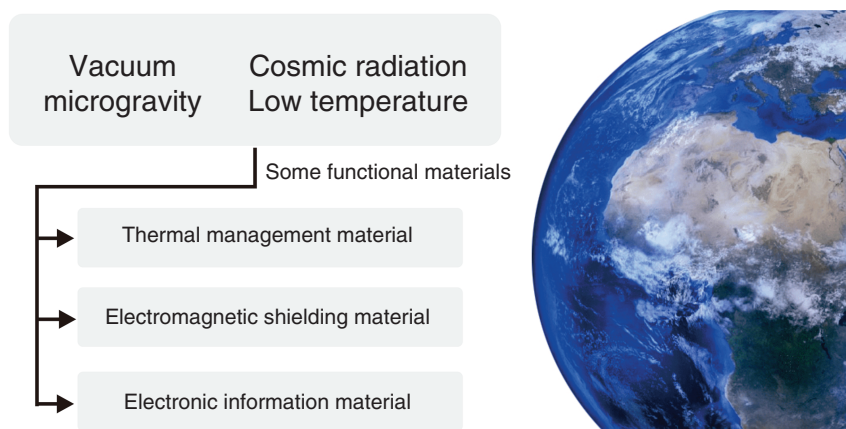 Vacuum
microgravity
Cosmic radiation
Low temperature
Some functional materials
Thermal management material
Electromagnetic shielding material
Electronic information material